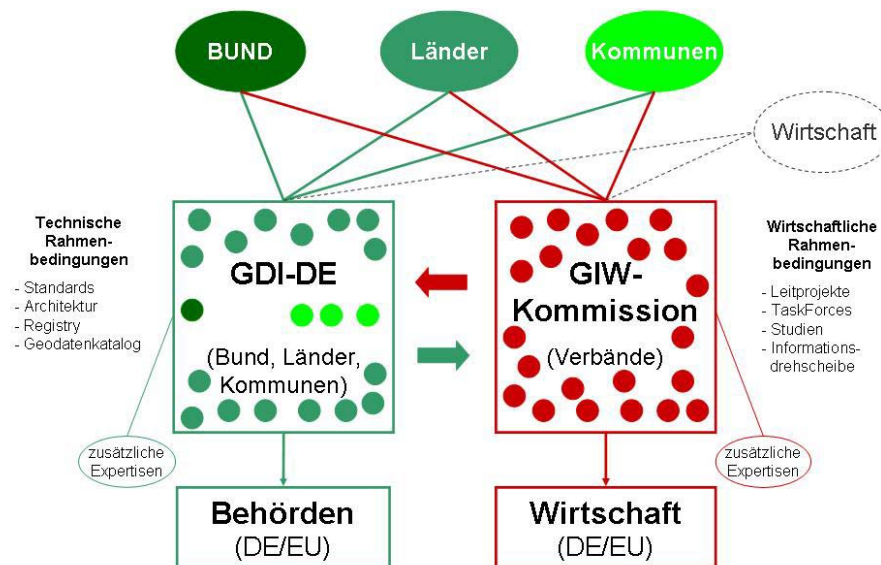 BUND
Länder
Kommunen
Wirtschaft
Technische
Rahmen-
bedingungen
- Standards
- Architektur
- Registry
- Geodatenkatalog
GDI-DE
(Bund, Länder,
Kommunen)
GIW-
Kommission
(Verbände)
Wirtschaftliche
Rahmen-
bedingungen
- Leitprojekte
- TaskForces
- Studien
- Informations-
drehscheibe
zusätzliche
Expertisen
zusätzliche
Expertisen
Behörden
(DE/EU)
Wirtschaft
(DE/EU)